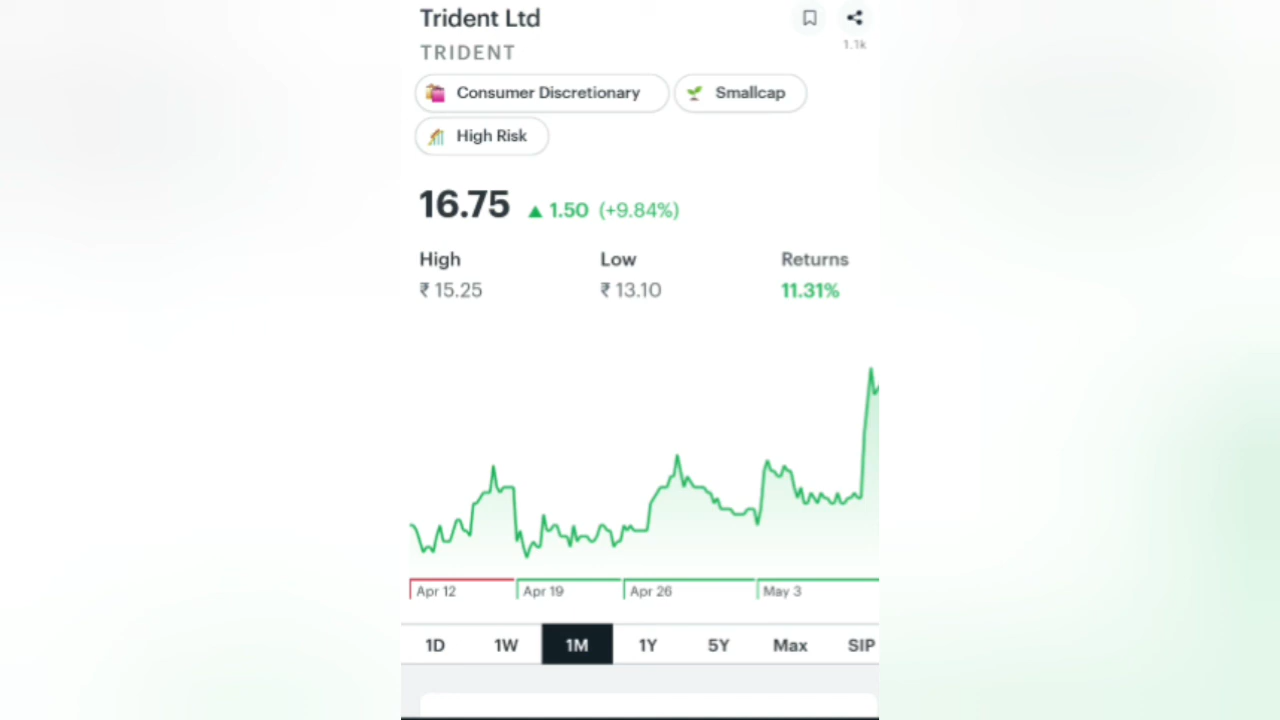 Trident Ltd
TRIDENT
1.1k
Consumer Discretionary
Smallcap
High Risk
16.75 ▲ 1.50 (+9.84%)
High Low Returns
₹ 15.25 ₹ 13.10 11.31%
Apr 12 Apr 19 Apr 26 May 3
1D 1W 1M 1Y 5Y Max SIP